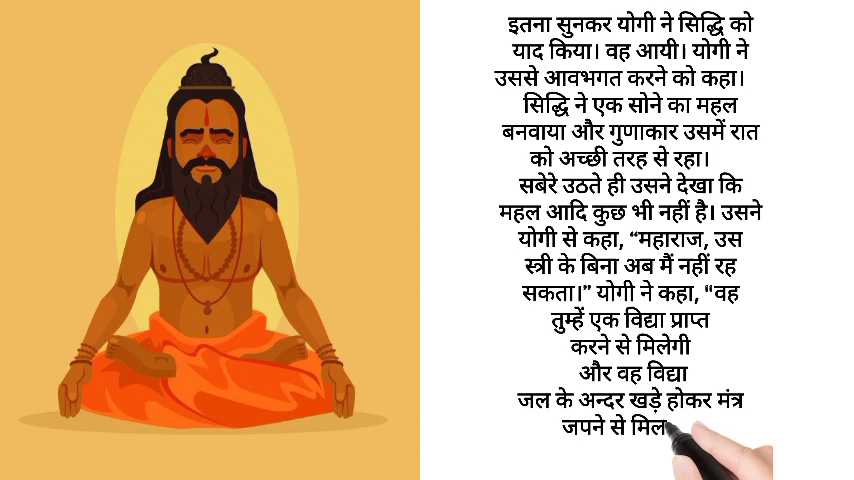 इतना सुनकर योगी ने सिद्धि को
याद किया। वह आयी। योगी ने
उससे आवभगत करने को कहा।
सिद्धि ने एक सोने का महल
बनवाया और गुणाकार उसमें रात
को अच्छी तरह से रहा।
सबेरे उठते ही उसने देखा कि
महल आदि कुछ भी नहीं है। उसने
योगी से कहा, “महाराज, उस
स्त्री के बिना अब मैं नहीं रह
सकता।” योगी ने कहा, "वह
तुम्हें एक विद्या प्राप्त
करने से मिलेगी
और वह विद्या
जल के अन्दर खड़े होकर मंत्र
जपने से मिल